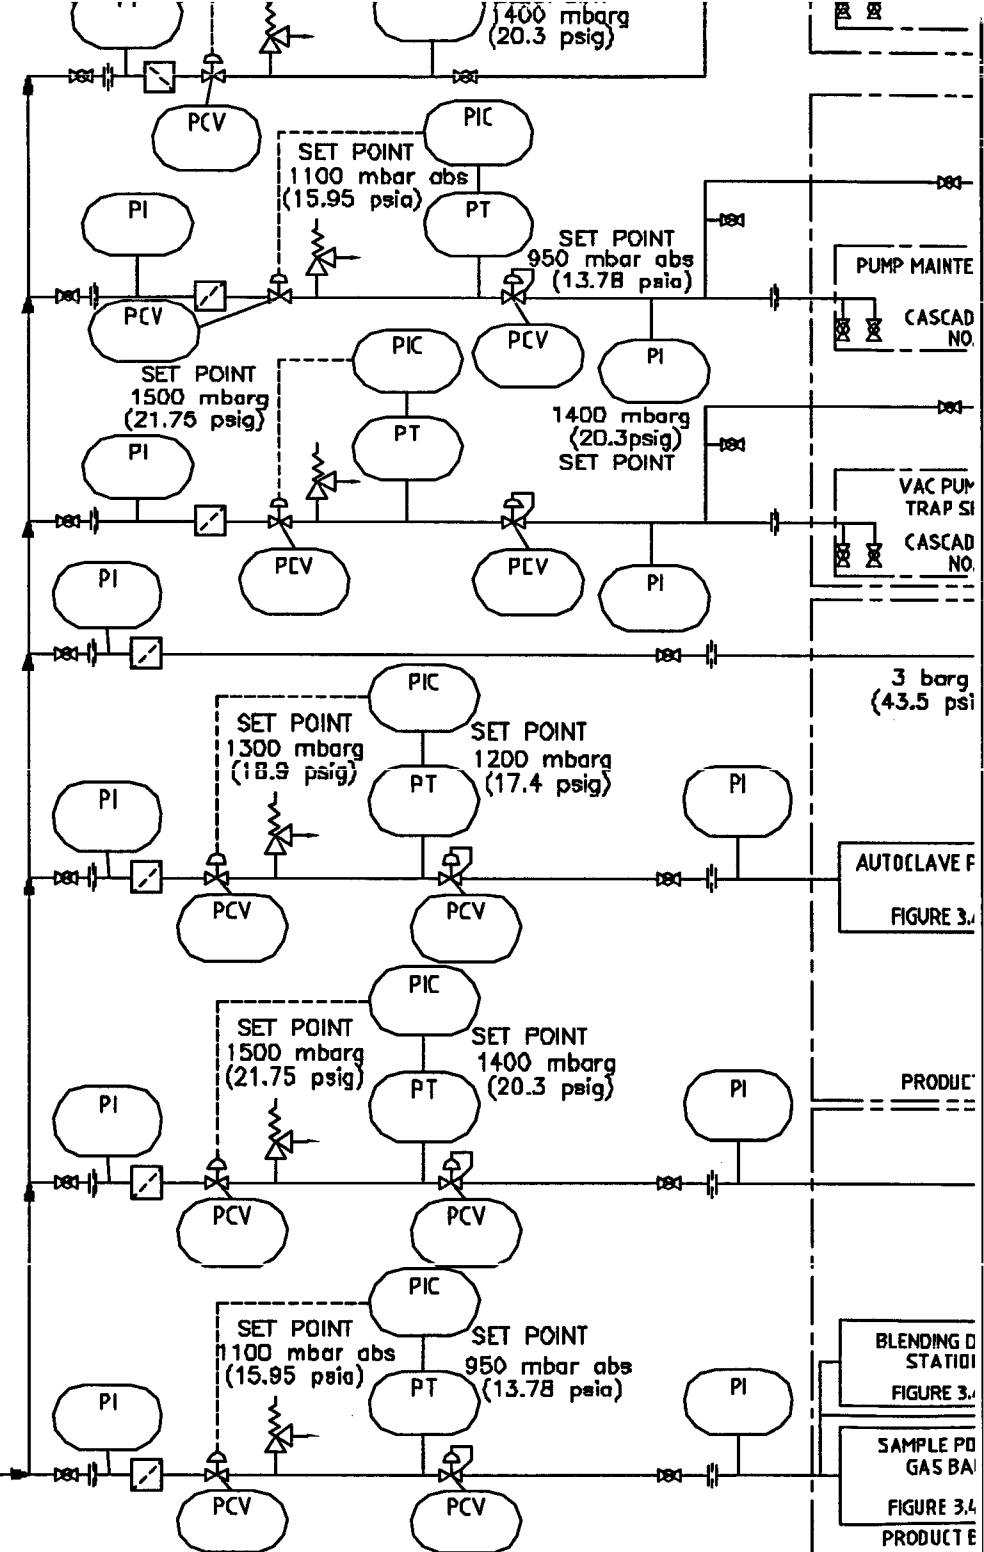 1400 mbarg
(20.3 psig)
PCV
PIC
SET POINT
1100 mbar abs
(15.95 psia)
PI
PT
SET POINT
950 mbar abs
(13.78 psia)
PUMP MAINTE
PCV
CASCAD
NO.
PCV
PI
PIC
SET POINT
1500 mbarg
(21.75 psig)
PT
1400 mbarg
(20.3psig)
SET POINT
PI
VAC PUM
TRAP SI
CASCAD
NO.
PCV
PCV
PI
PI
3 barg
(43.5 psi
PIC
SET POINT
1300 mbarg
(18.9 psig)
SET POINT
1200 mbarg
(17.4 psig)
PI
PT
PI
AUTOCLAVE F
FIGURE 3.4
PCV
PCV
PIC
SET POINT
1500 mbarg
(21.75 psig)
SET POINT
1400 mbarg
(20.3 psig)
PI
PT
PI
PRODUCT
PCV
PCV
PIC
SET POINT
1100 mbar abs
(15.95 psia)
SET POINT
950 mbar abs
(13.78 psia)
PI
PT
PI
BLENDING D
STATIO
FIGURE 3.4
SAMPLE PO
GAS BA
FIGURE 3.4
PRODUCT B
PCV
PCV